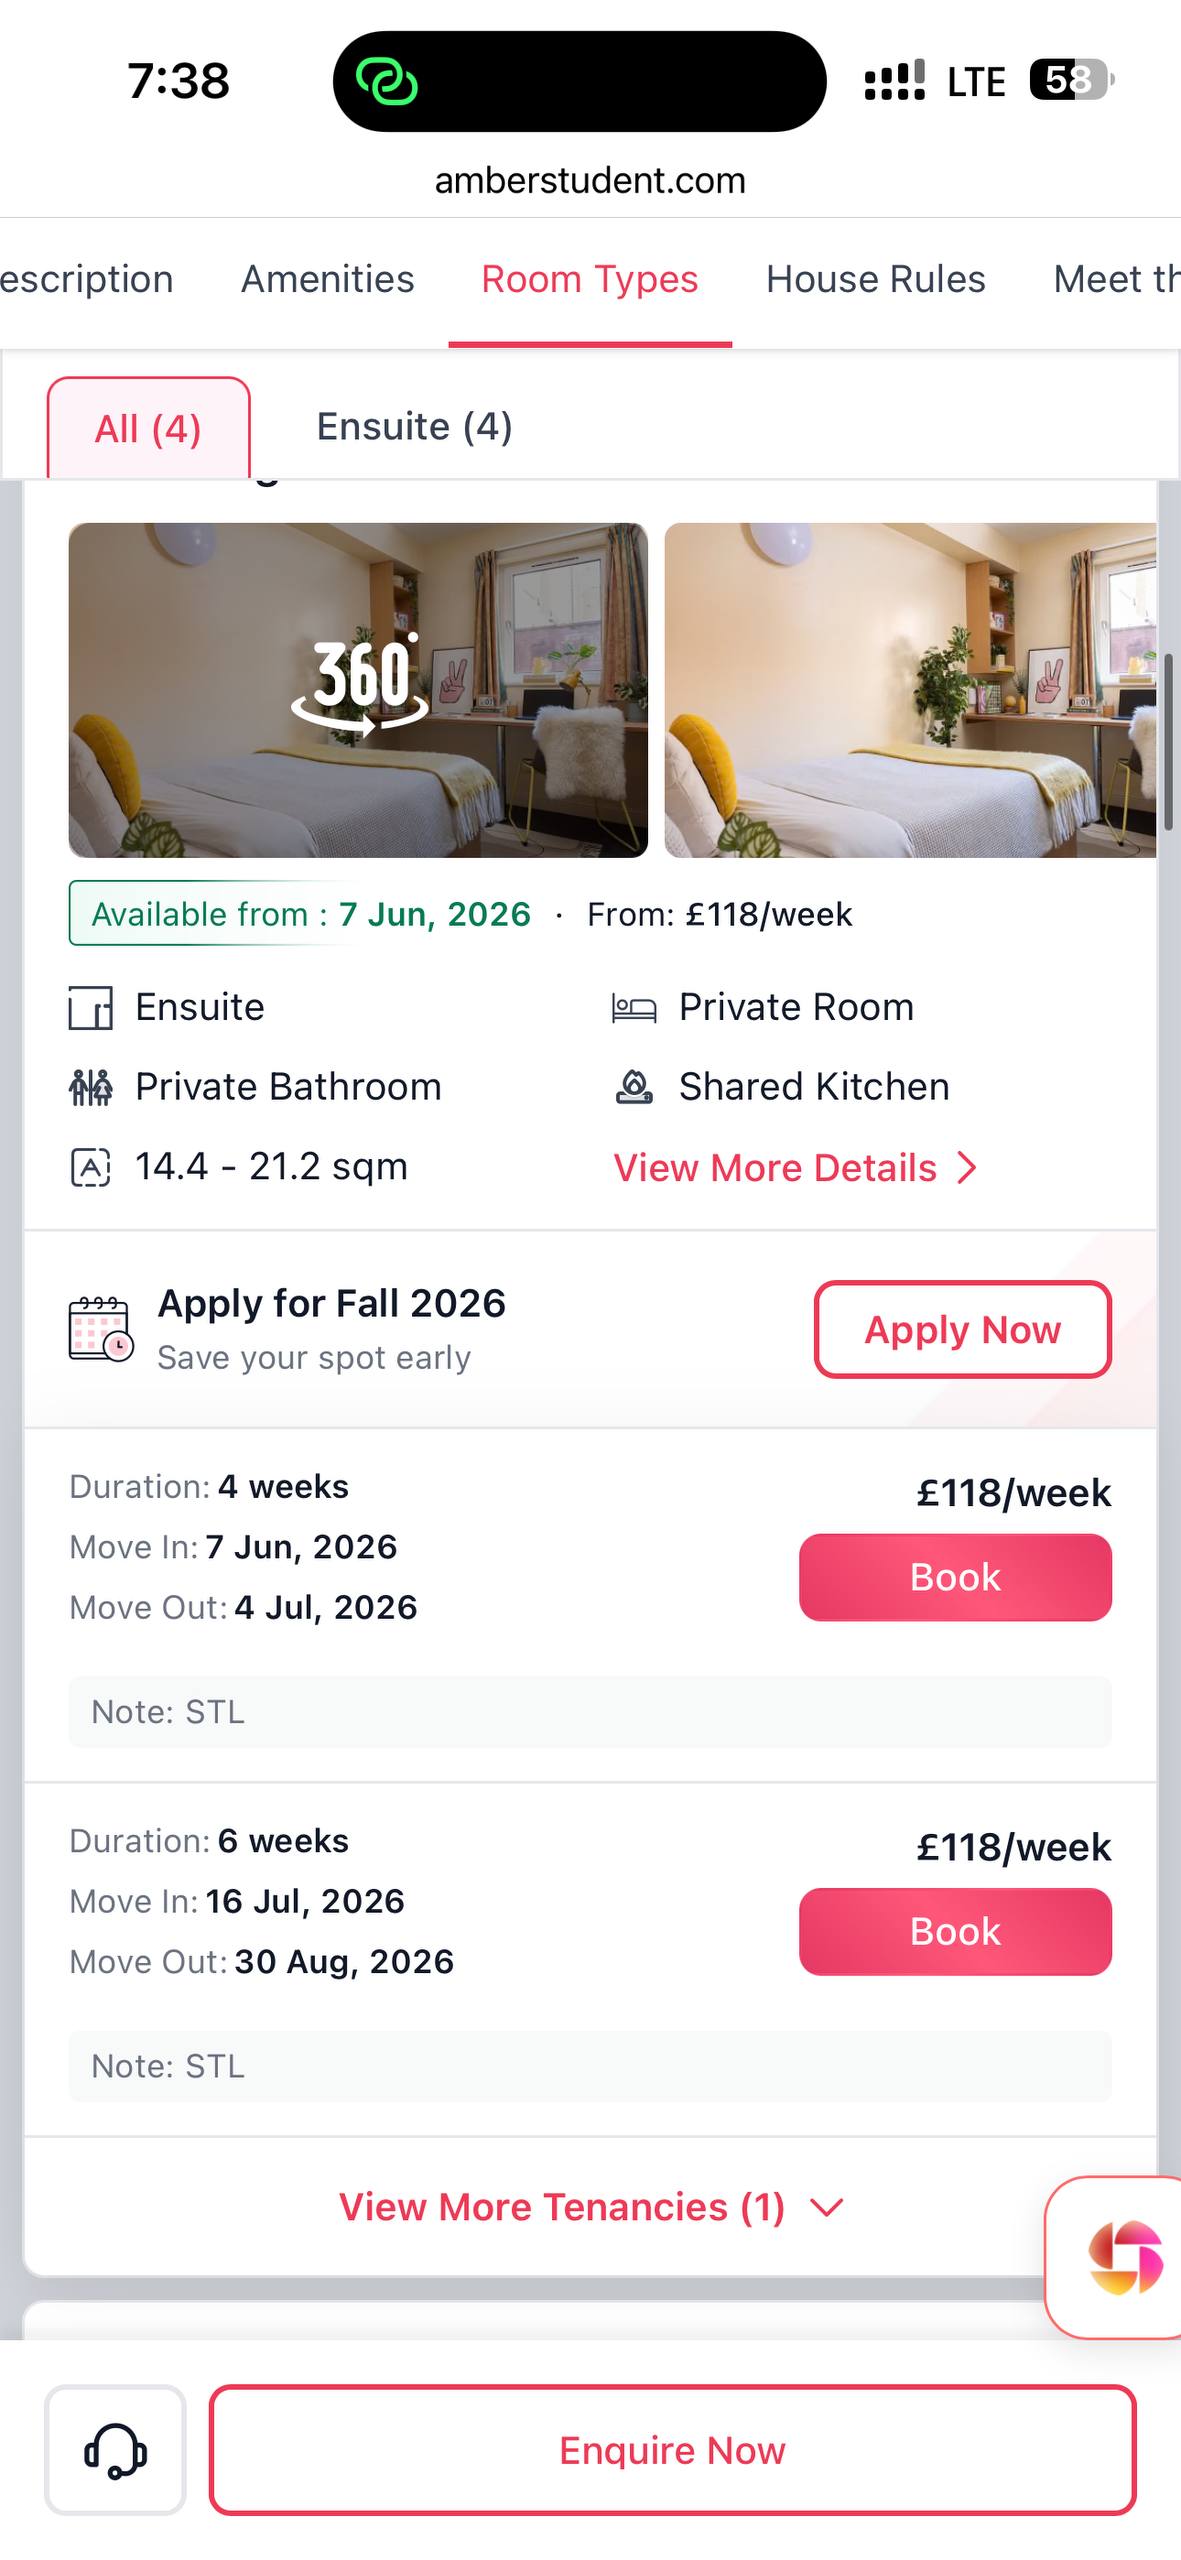 7:38
LTE
58
amberstudent.com
escription Amenities Room Types House Rules Meet th
All (4) Ensuite (4)
360°
Available from : 7 Jun, 2026 · From: £118/week
Ensuite Private Room
Private Bathroom Shared Kitchen
14.4 - 21.2 sqm View More Details
Apply for Fall 2026
Save your spot early
Apply Now
Duration: 4 weeks
Move In: 7 Jun, 2026
Move Out: 4 Jul, 2026
£118/week
Book
Note: STL
Duration: 6 weeks
Move In: 16 Jul, 2026
Move Out: 30 Aug, 2026
£118/week
Book
Note: STL
View More Tenancies (1)
Enquire Now